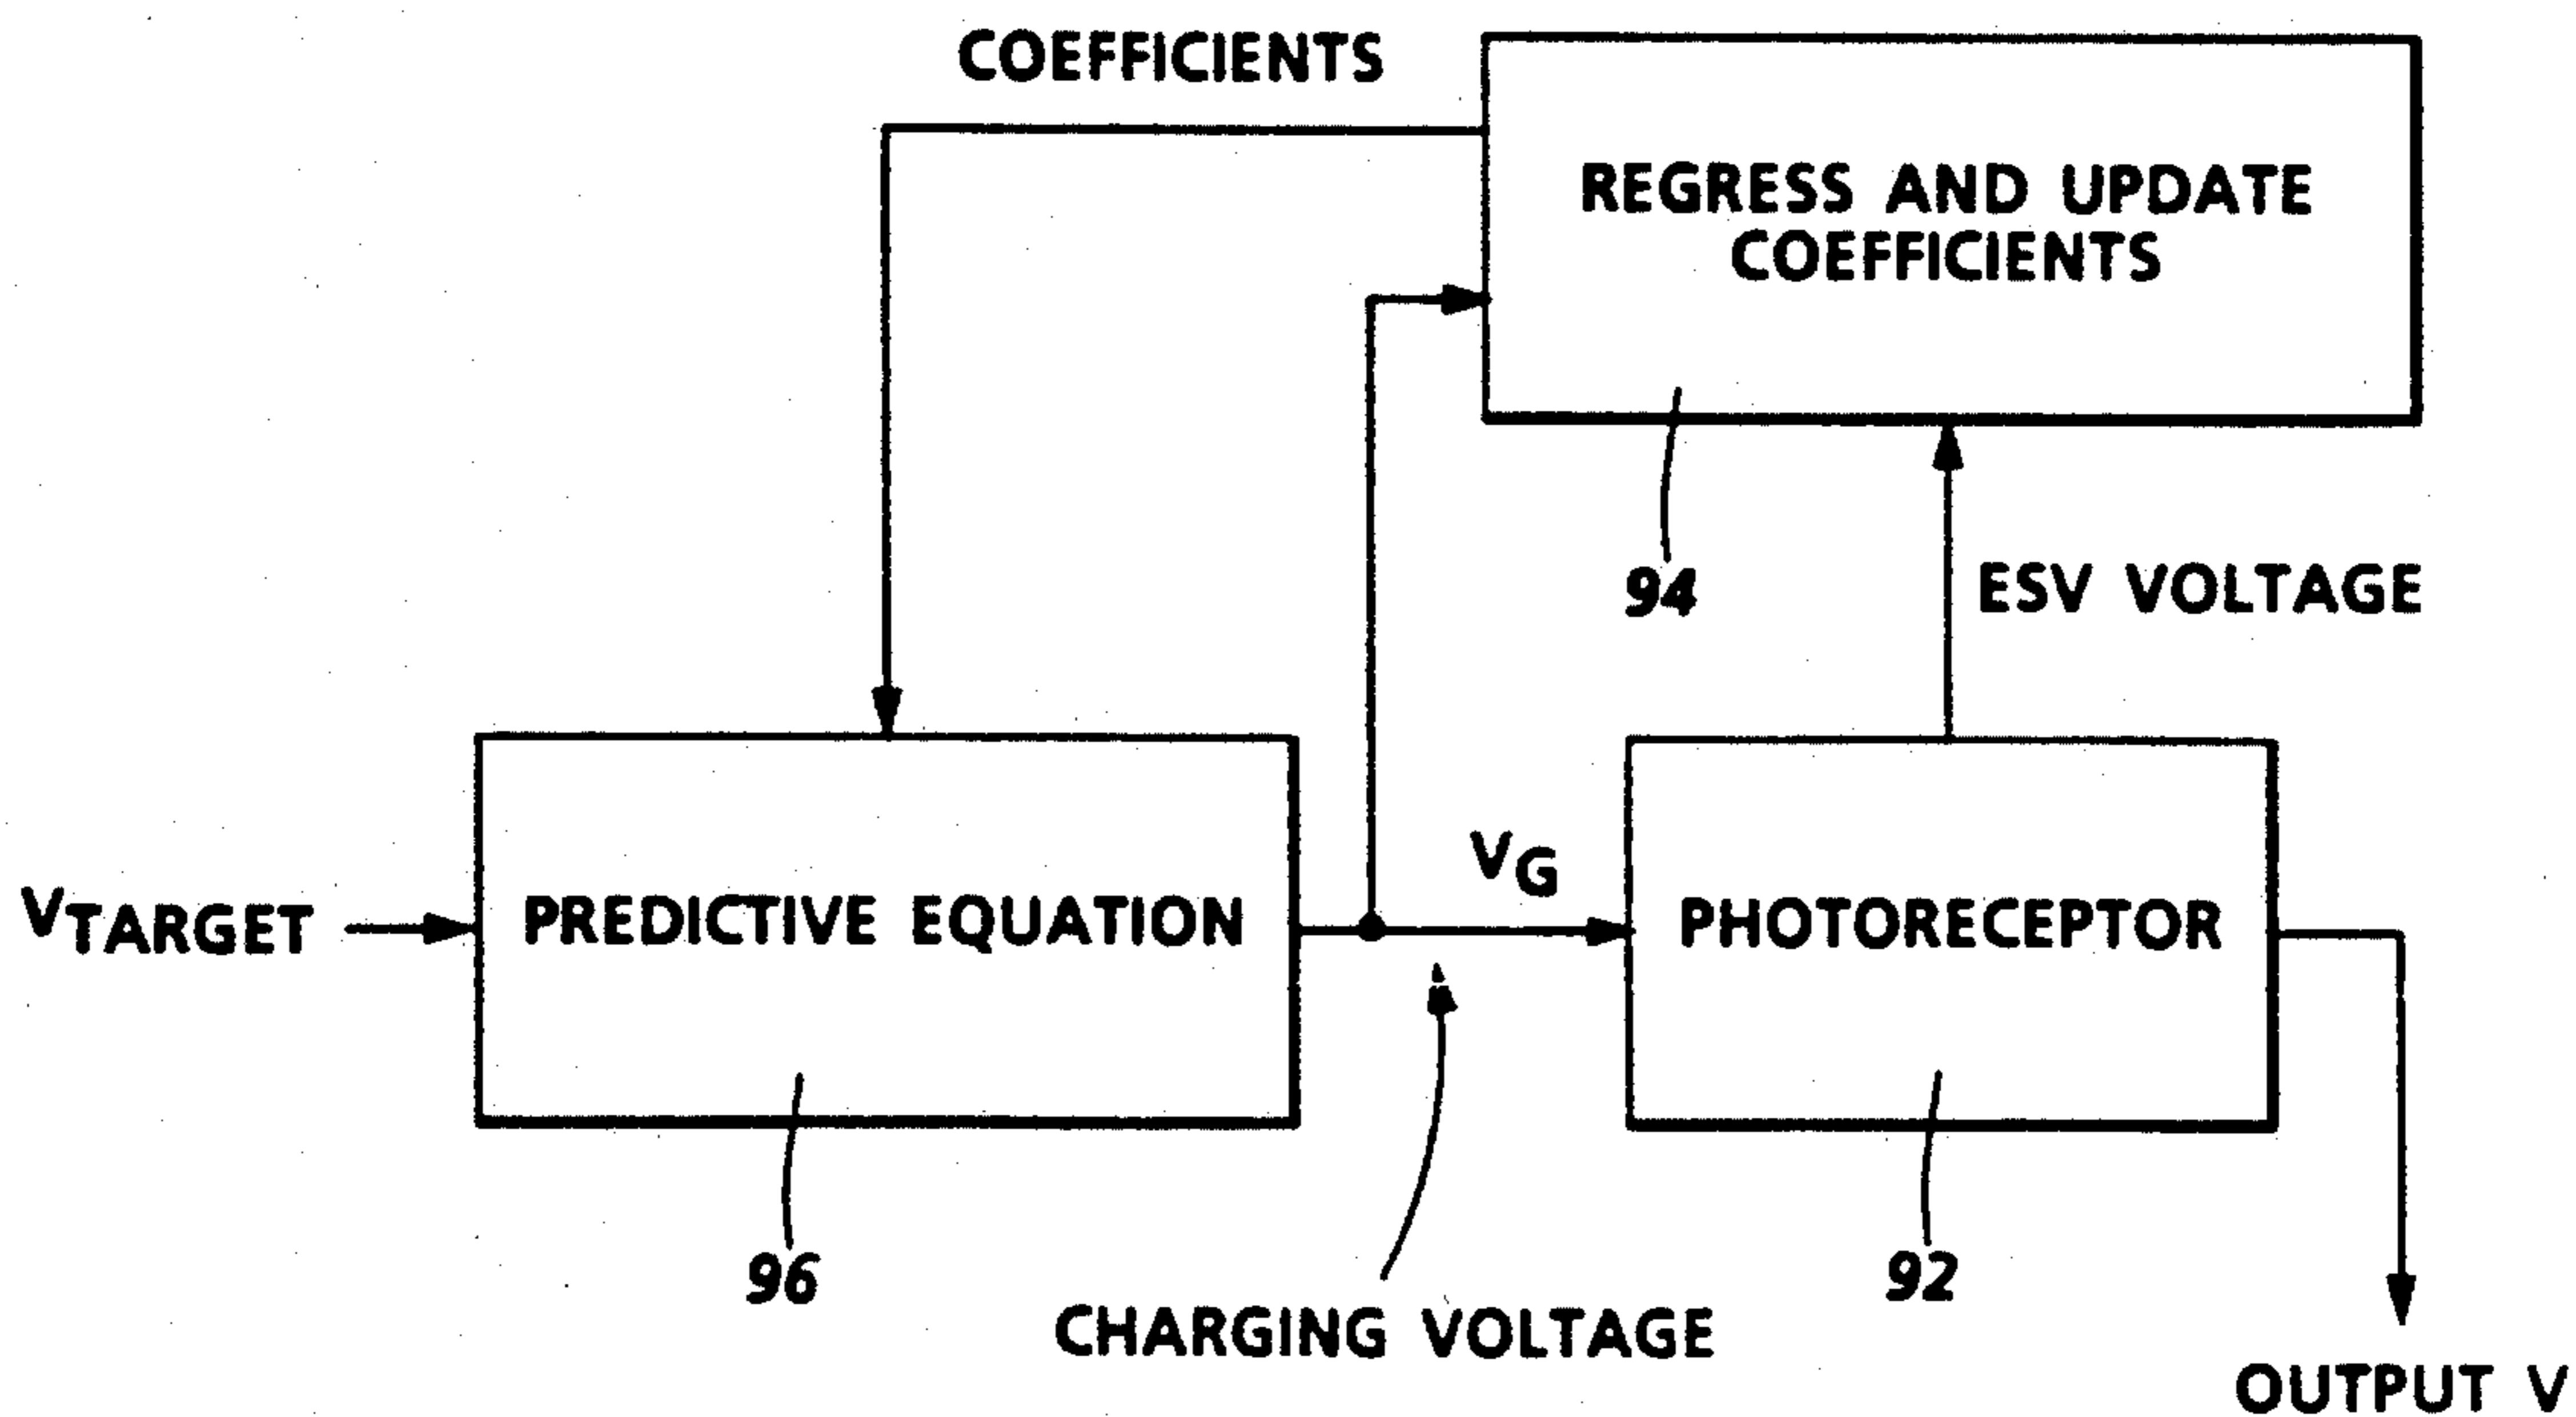 COEFFICIENTS
REGRESS AND UPDATE
COEFFICIENTS
94
ESV VOLTAGE
VTARGET
PREDICTIVE EQUATION
VG
PHOTORECEPTOR
96
92
CHARGING VOLTAGE
OUTPUT V